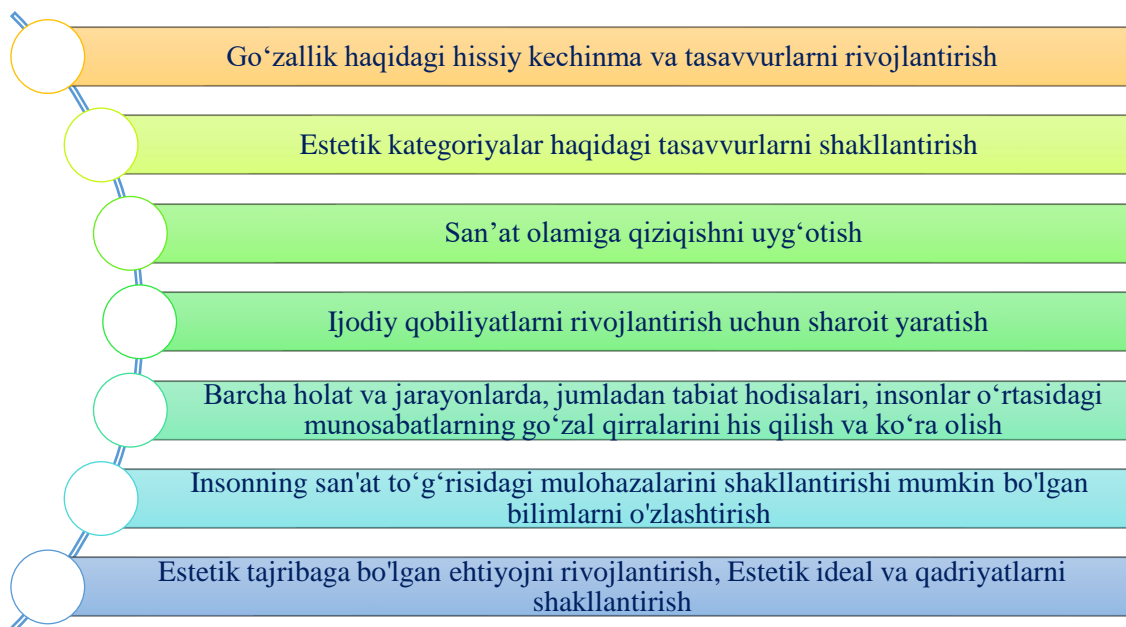 Go‘zallik haqidagi hissiy kechinma va tasavvurlarni rivojlantirish
Estetik kategoriyalar haqidagi tasavvurlarni shakllantirish
San’at olamiga qiziqishni uyg‘otish
Ijodiy qobiliyatlarni rivojlantirish uchun sharoit yaratish
Barcha holat va jarayonlarda, jumladan tabiat hodisalari, insonlar o‘rtasidagi
munosabatlarning go‘zal qirralarini his qilish va ko‘ra olish
Insonning san'at to‘g‘risidagi mulohazalarini shakllantirishi mumkin bo'lgan
bilimlarni o'zlashtirish
Estetik tajribaga bo'lgan ehtiyojni rivojlantirish, Estetik ideal va qadriyatlarni
shakllantirish